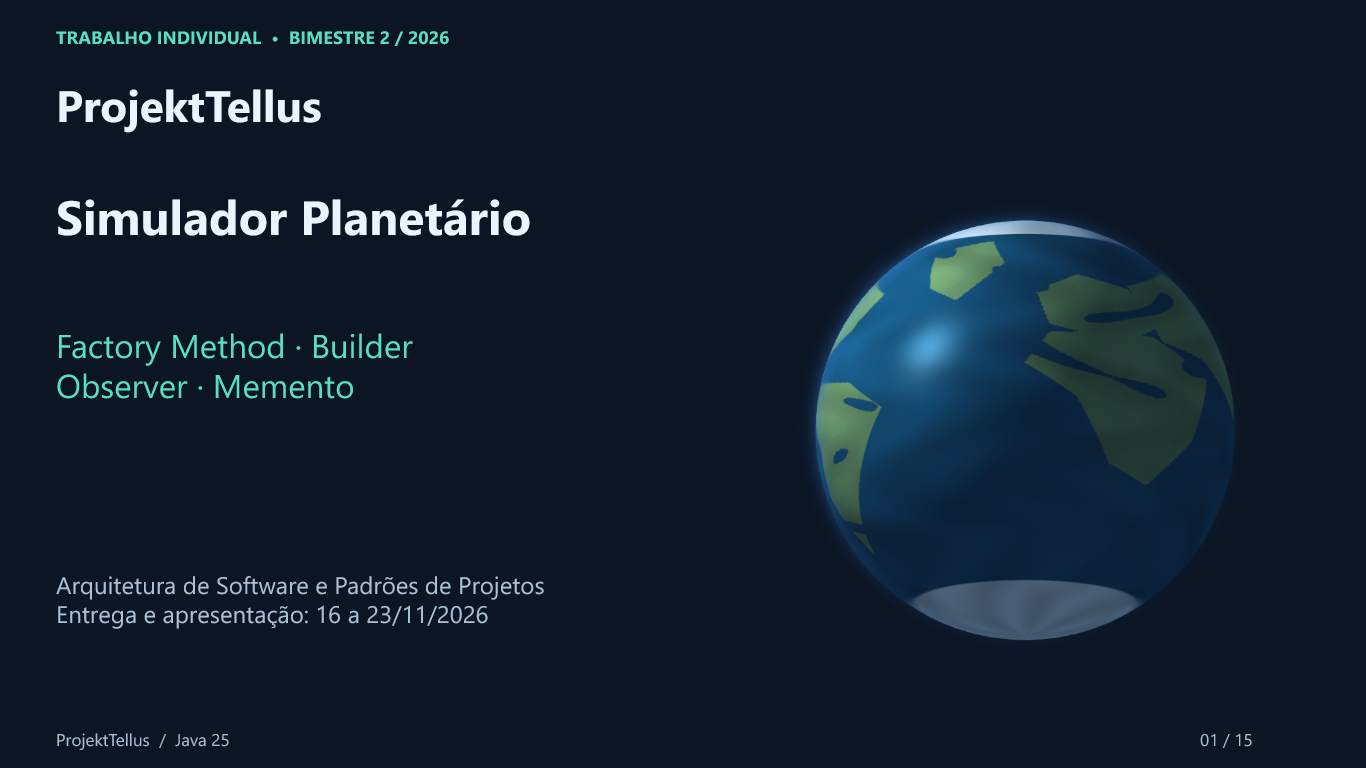 TRABALHO INDIVIDUAL • BIMESTRE 2 / 2026
ProjektTellus
Simulador Planetário
Factory Method · Builder
Observer · Memento
Arquitetura de Software e Padrões de Projetos
Entrega e apresentação: 16 a 23/11/2026
ProjektTellus / Java 25
01 / 15